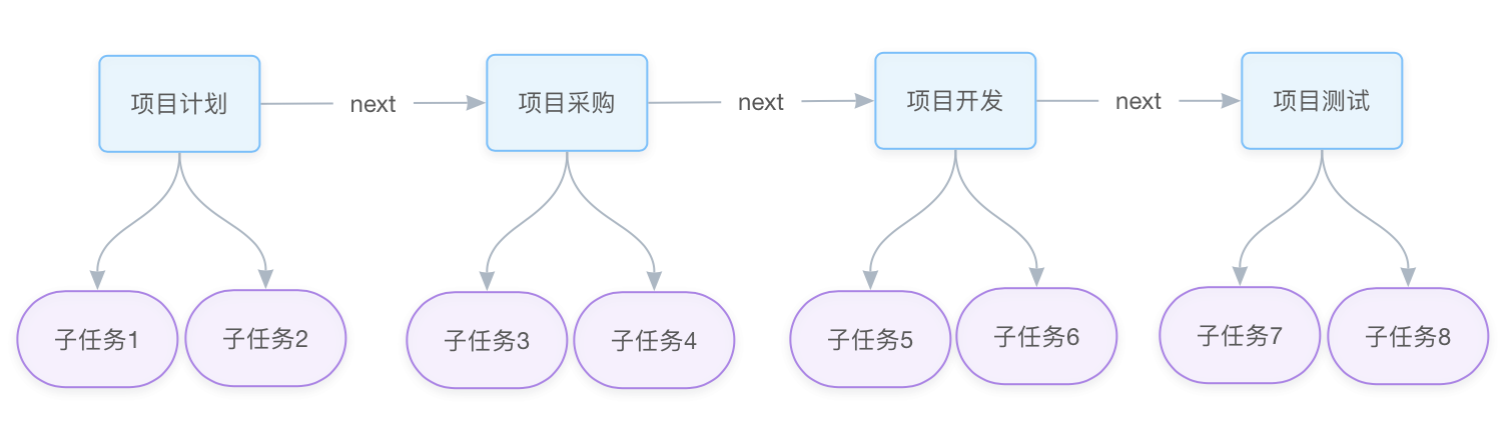 项目计划
next
项目采购
next
项目开发
next
项目测试
子任务1
子任务2
子任务3
子任务4
子任务5
子任务6
子任务7
子任务8